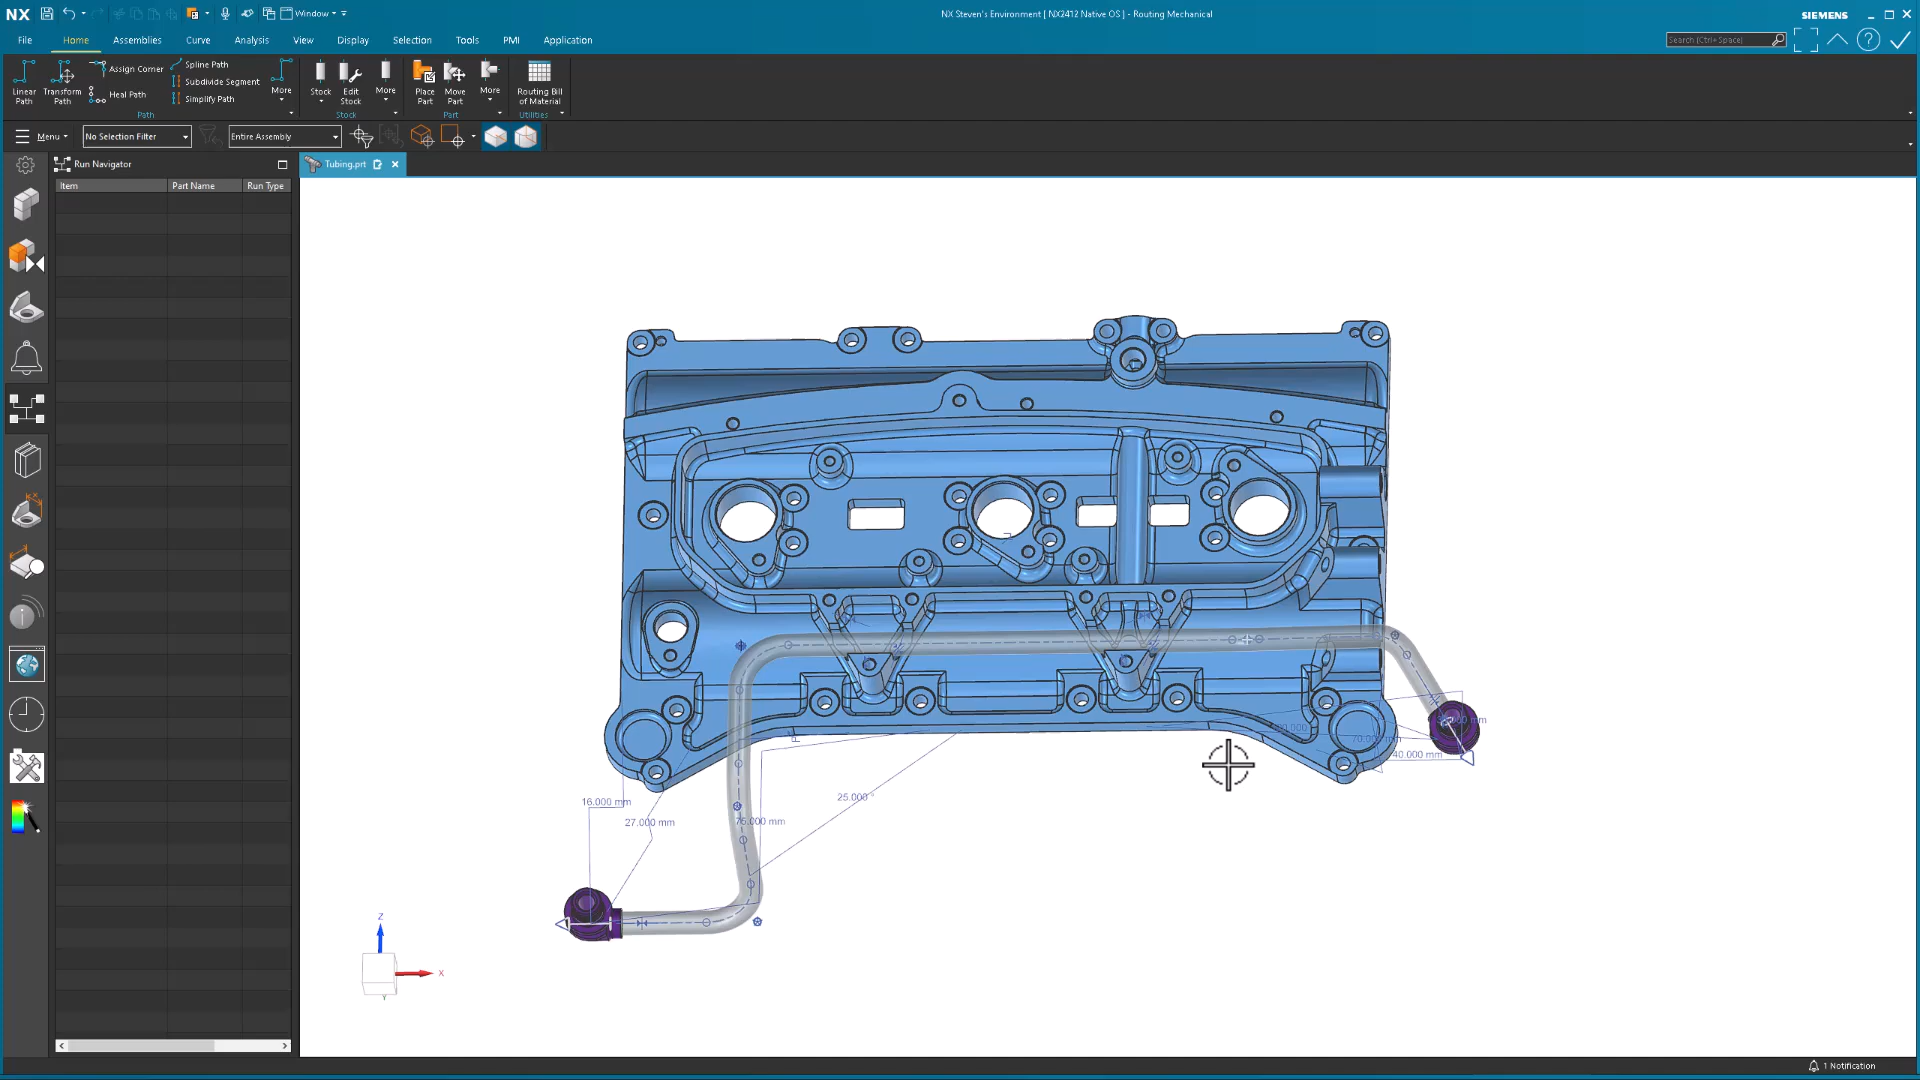 NX
Window
NX Steven's Environment [ NX2412 Native OS ] - Routing Mechanical
SIEMENS
File Home Assemblies Curve Analysis View Display Selection Tools PMI Application
Search (Ctrl+Space)
Linear Path
Transform Path
Assign Corner
Heal Path
Spline Path
Subdivide Segment
Simplify Path
More
Path
Stock
Edit Stock
More
Stock
Place Part
Move Part
More
Part
Routing Bill of Material
Utilities
Menu
No Selection Filter
Entire Assembly
Run Navigator
Tubing.prt
Item Part Name Run Type
70.000 mm
40.000 mm
25.000 °
16.000 mm
27.000 mm
75.000 mm
Z
X
Y
1 Notification